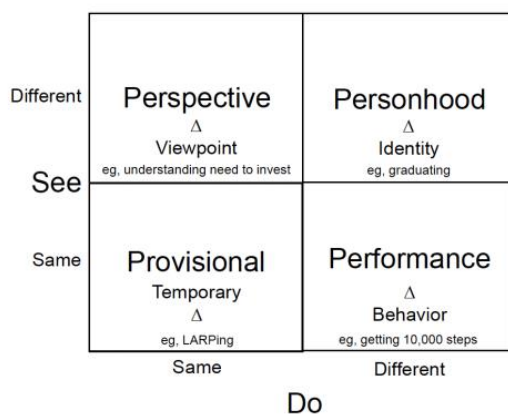 Different
Perspective
Δ
Viewpoint
eg, understanding need to invest
Personhood
Δ
Identity
eg, graduating
See
Same
Provisional
Temporary
Δ
eg, LARPing
Performance
Δ
Behavior
eg, getting 10,000 steps
Same
Different
Do